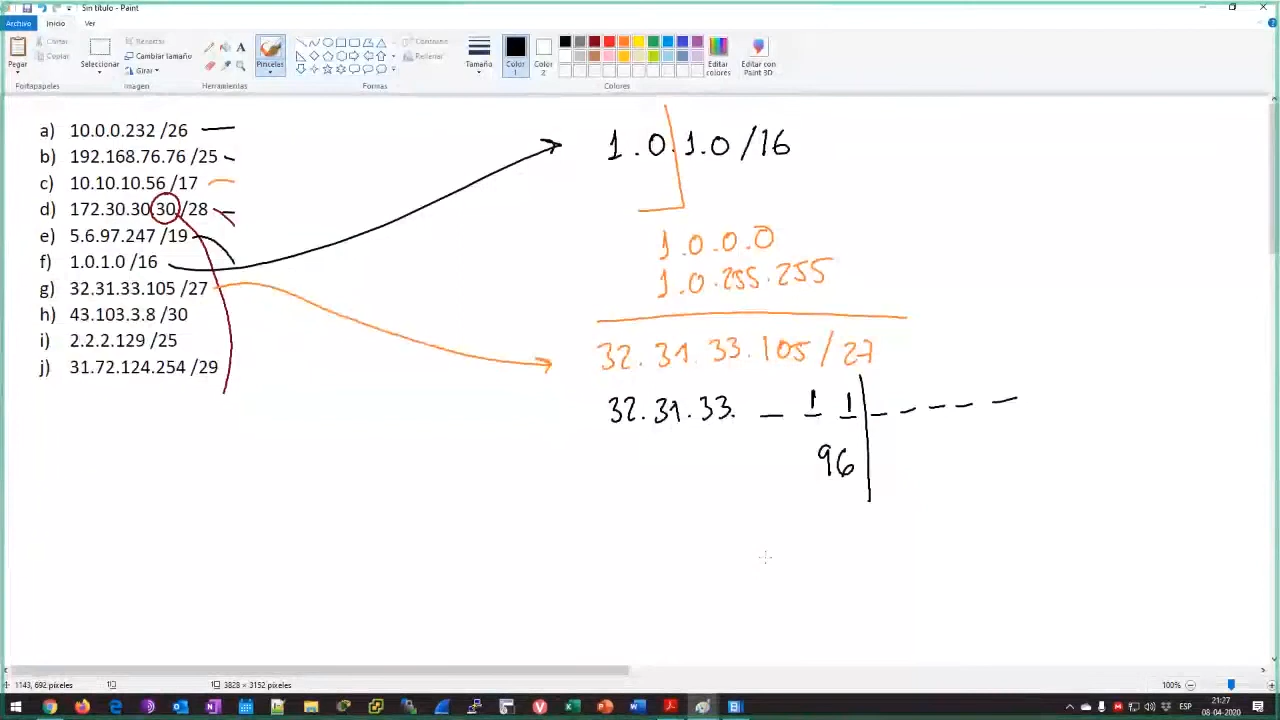 Sin título - Paint
Archivo Inicio Ver
Pegar
Cortar
Copiar
Seleccionar
Recortar
Cambiar tamaño
Girar
A
Pinceles
Contorno
Rellenar
Tamaño
Color 1
Color 2
Editar colores
Editar con Paint 3D
Portapapeles Imagen Herramientas Formas Colores
a) 10.0.0.232 /26
b) 192.168.76.76 /25
c) 10.10.10.56 /17
d) 172.30.30.30 /28
e) 5.6.97.247 /19
f) 1.0.1.0 /16
g) 32.31.33.105 /27
h) 43.103.3.8 /30
i) 2.2.2.129 /25
j) 31.72.124.254 /29
1.0.1.0/16
1.0.0.0
1.0.255.255
32.31.33.105/27
32.31.33. _ 1 1 _ _ _ _ _
96
1143, 692 píxeles 3828 × 3152 píxeles 100%
ESP 21:27
08-04-2020